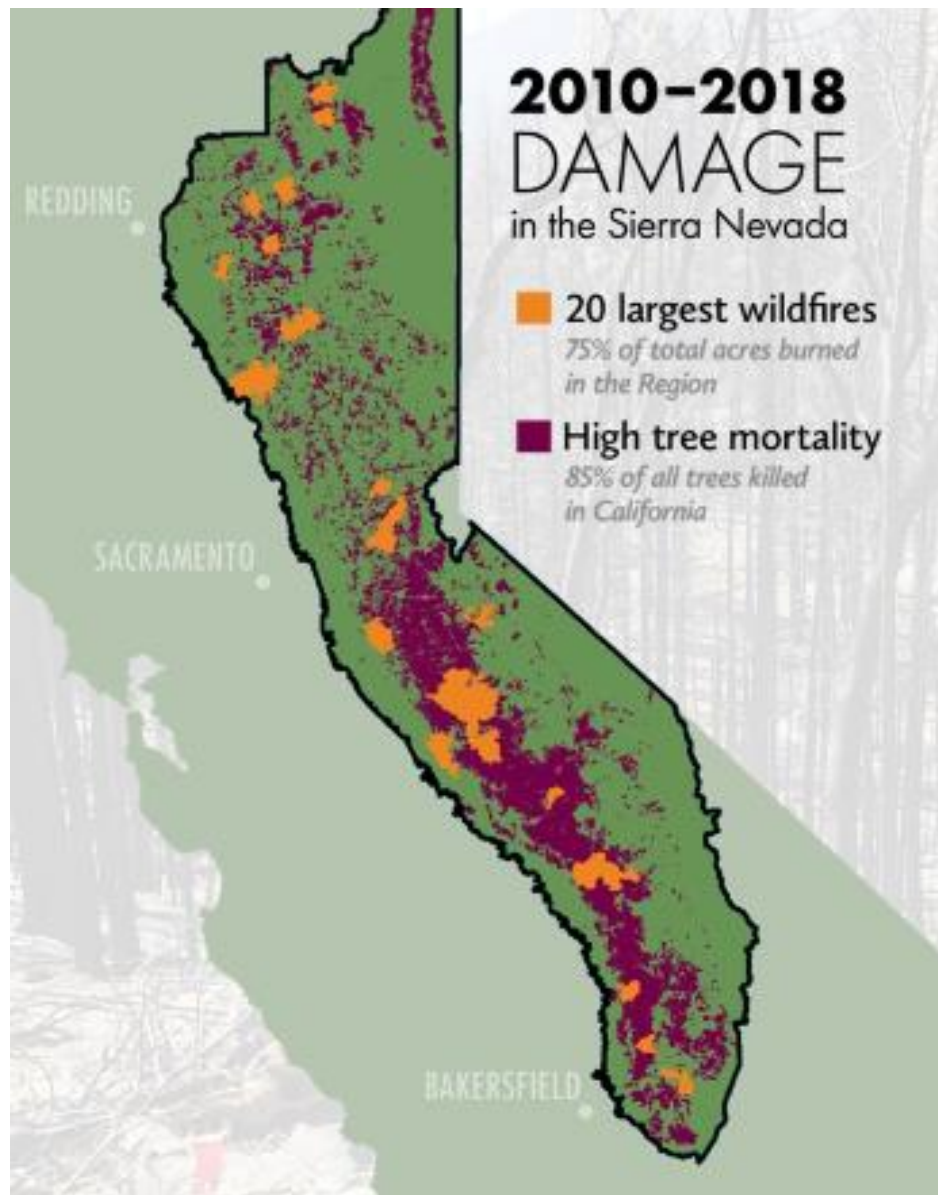 2010–2018
DAMAGE
in the Sierra Nevada
REDDING
20 largest wildfires
75% of total acres burned
in the Region
High tree mortality
85% of all trees killed
in California
SACRAMENTO
BAKERSFIELD